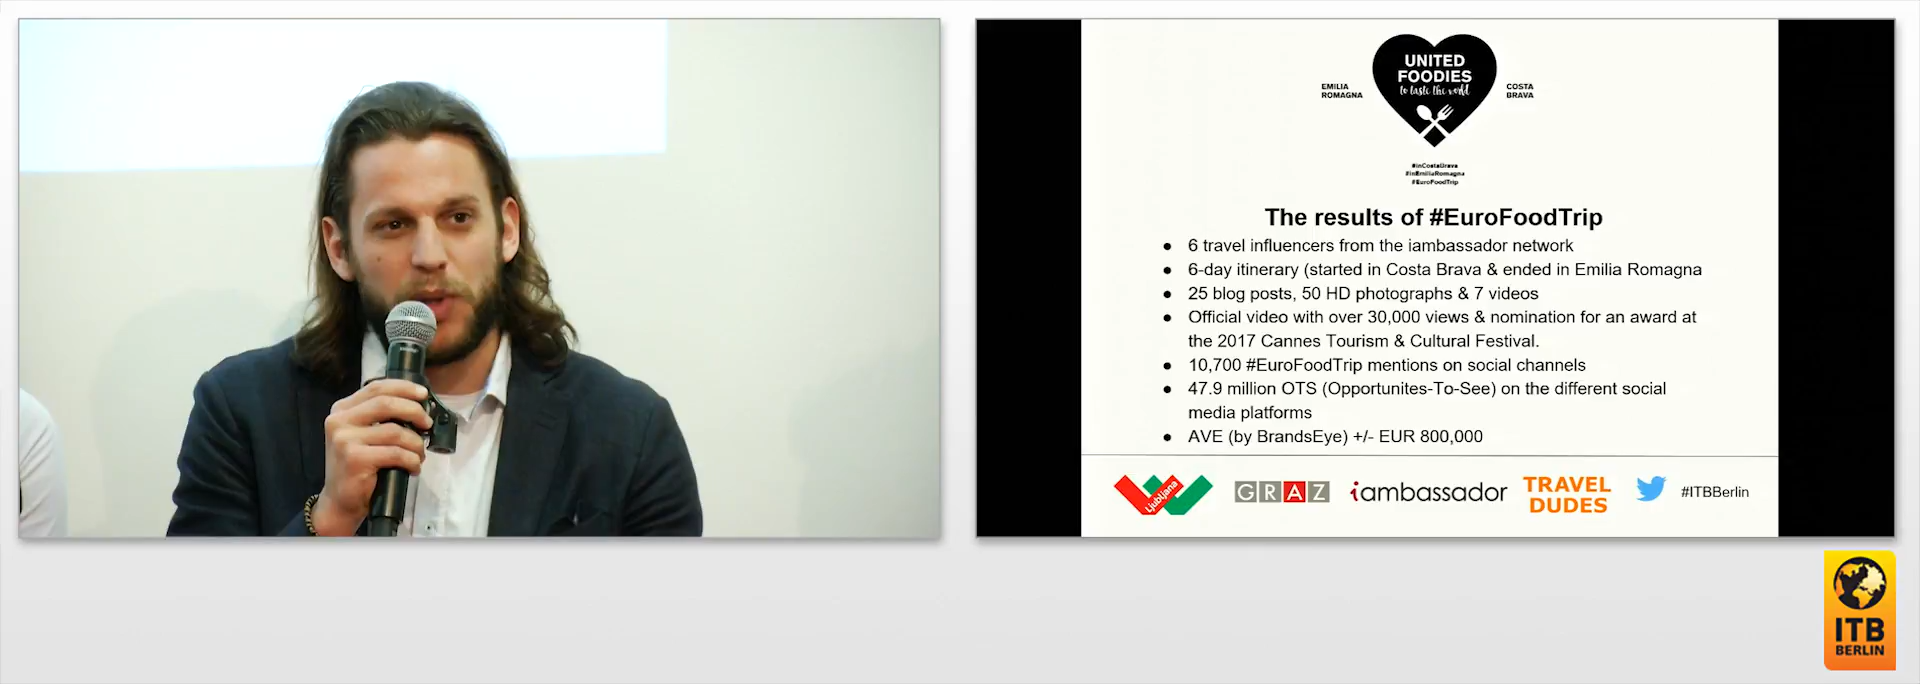 UNITED
FOODIES
to taste the world
EMILIA
ROMAGNA
COSTA
BRAVA
#inCostaBrava
#inEmiliaRomagna
#EuroFoodTrip
The results of #EuroFoodTrip
● 6 travel influencers from the iambassador network
● 6-day itinerary (started in Costa Brava & ended in Emilia Romagna
● 25 blog posts, 50 HD photographs & 7 videos
● Official video with over 30,000 views & nomination for an award at
the 2017 Cannes Tourism & Cultural Festival.
● 10,700 #EuroFoodTrip mentions on social channels
● 47.9 million OTS (Opportunites-To-See) on the different social
media platforms
● AVE (by BrandsEye) +/- EUR 800,000
Ljubljana
GRAZ
iambassador
TRAVEL
DUDES
#ITBBerlin
ITB
BERLIN